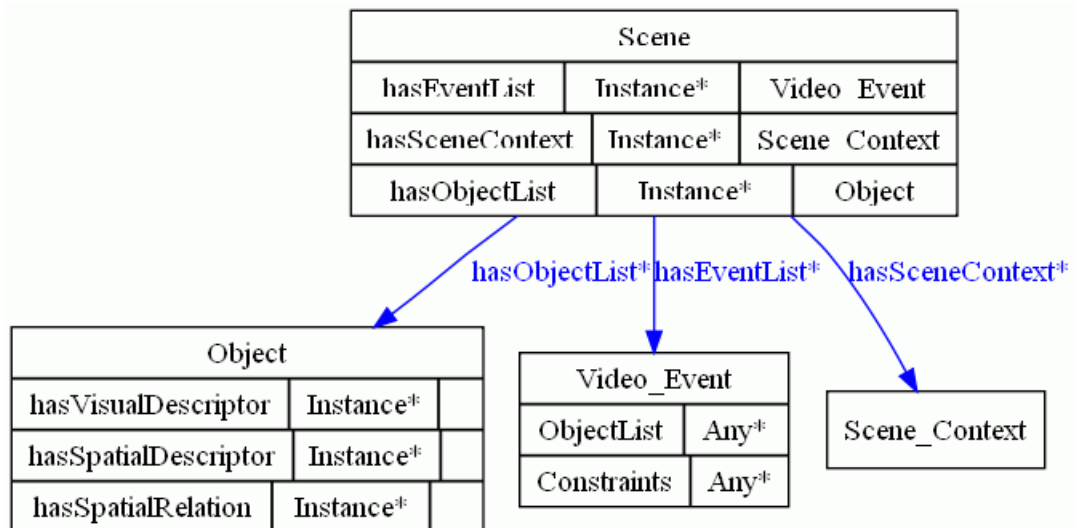 Scene
hasEventList Instance* Video Event
hasSceneContext Instance* Scene Context
hasObjectList Instance* Object
hasObjectList* hasEventList* hasSceneContext*
Object
hasVisualDescriptor Instance*
hasSpatialDescriptor Instance*
hasSpatialRelation Instance*
Video_Event
ObjectList Any*
Constraints Any*
Scene_Context